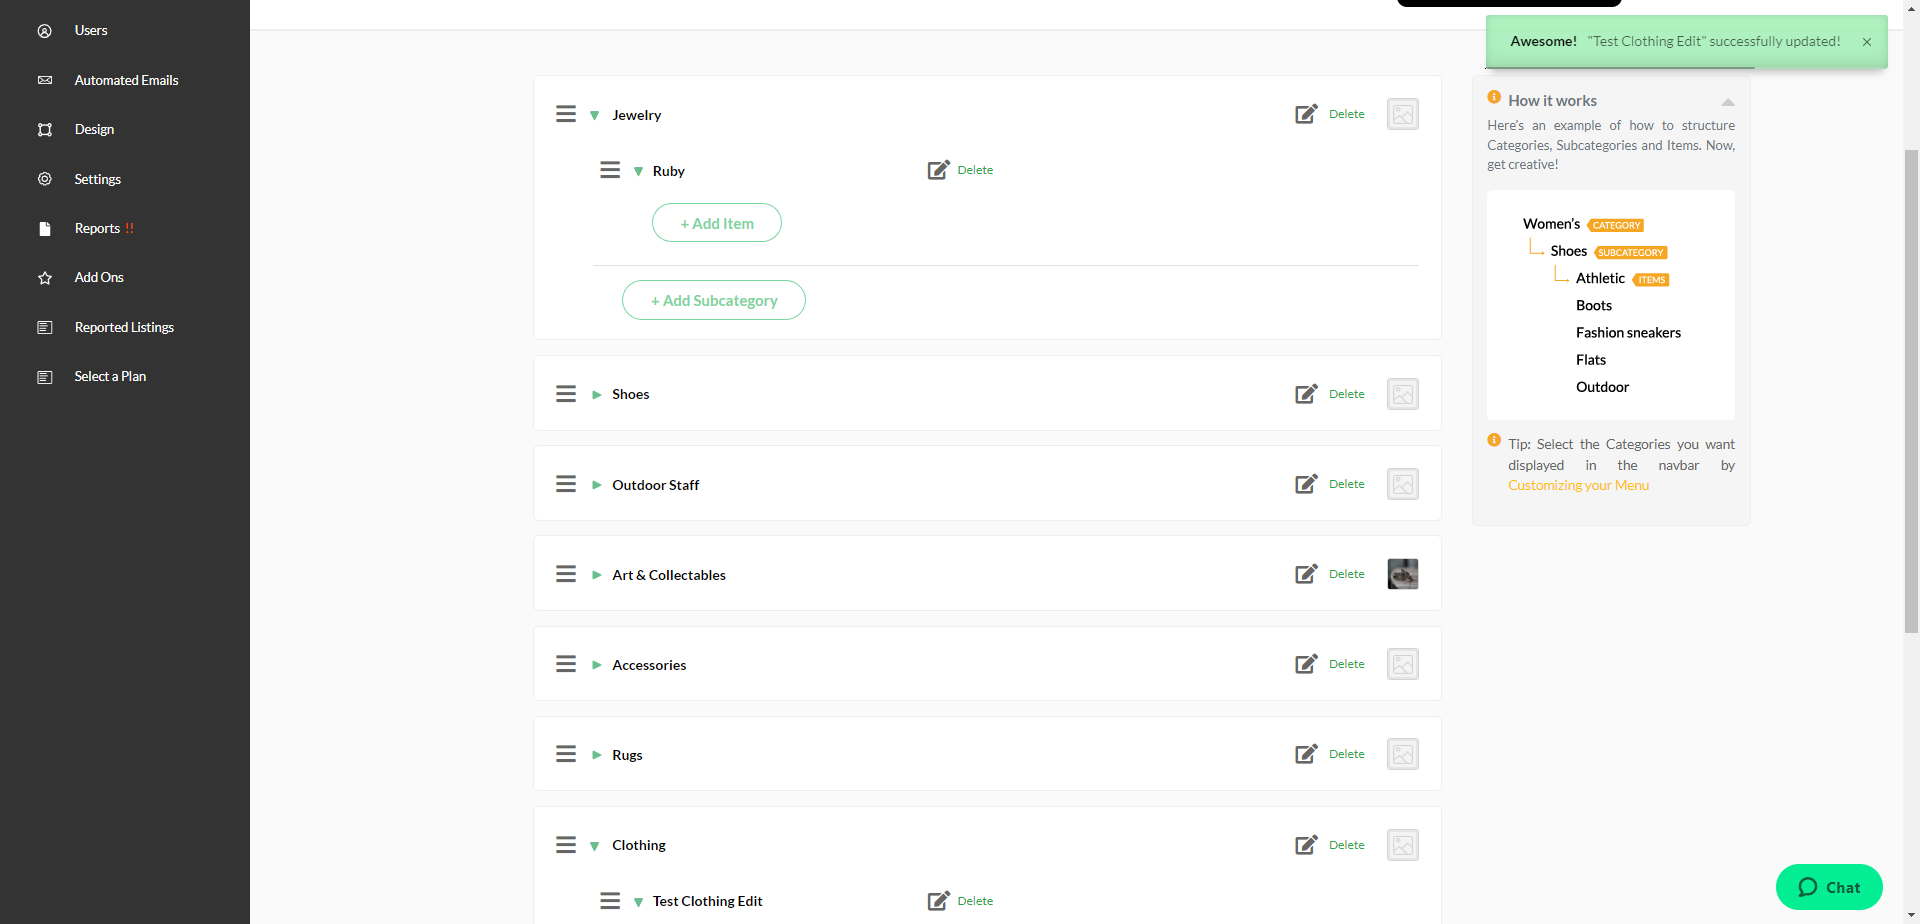 Users
Automated Emails
Design
Settings
Reports !!
Add Ons
Reported Listings
Select a Plan
Awesome! "Test Clothing Edit" successfully updated! ×
Jewelry
Delete
Ruby
Delete
+ Add Item
+ Add Subcategory
Shoes
Delete
Outdoor Staff
Delete
Art & Collectables
Delete
Accessories
Delete
Rugs
Delete
Clothing
Delete
Test Clothing Edit
Delete
How it works
Here's an example of how to structure
Categories, Subcategories and Items. Now,
get creative!
Women's CATEGORY
Shoes SUBCATEGORY
Athletic ITEMS
Boots
Fashion sneakers
Flats
Outdoor
Tip: Select the Categories you want
displayed in the navbar by
Customizing your Menu
Chat